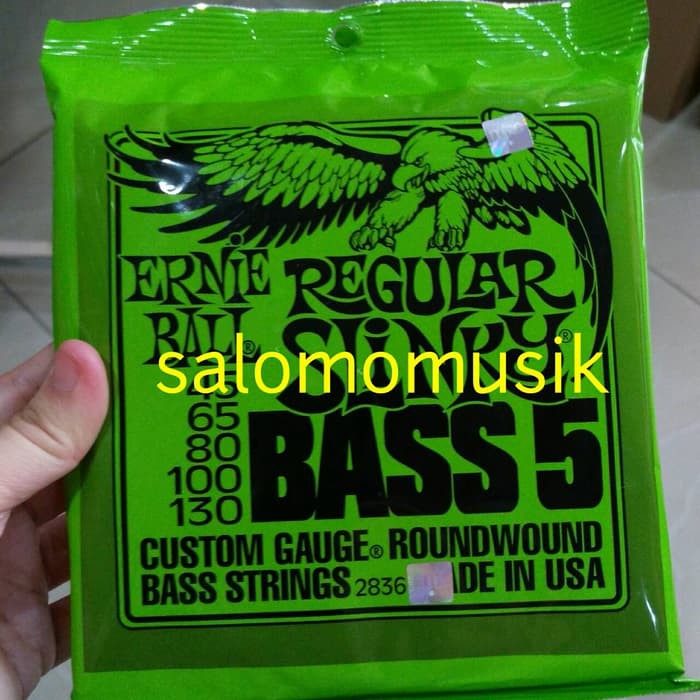 ERNIE BALL®
REGULAR SLINKY®
salomomusik
65
80
100
130
BASS 5
CUSTOM GAUGE® ROUNDWOUND
BASS STRINGS 2836 IN USA